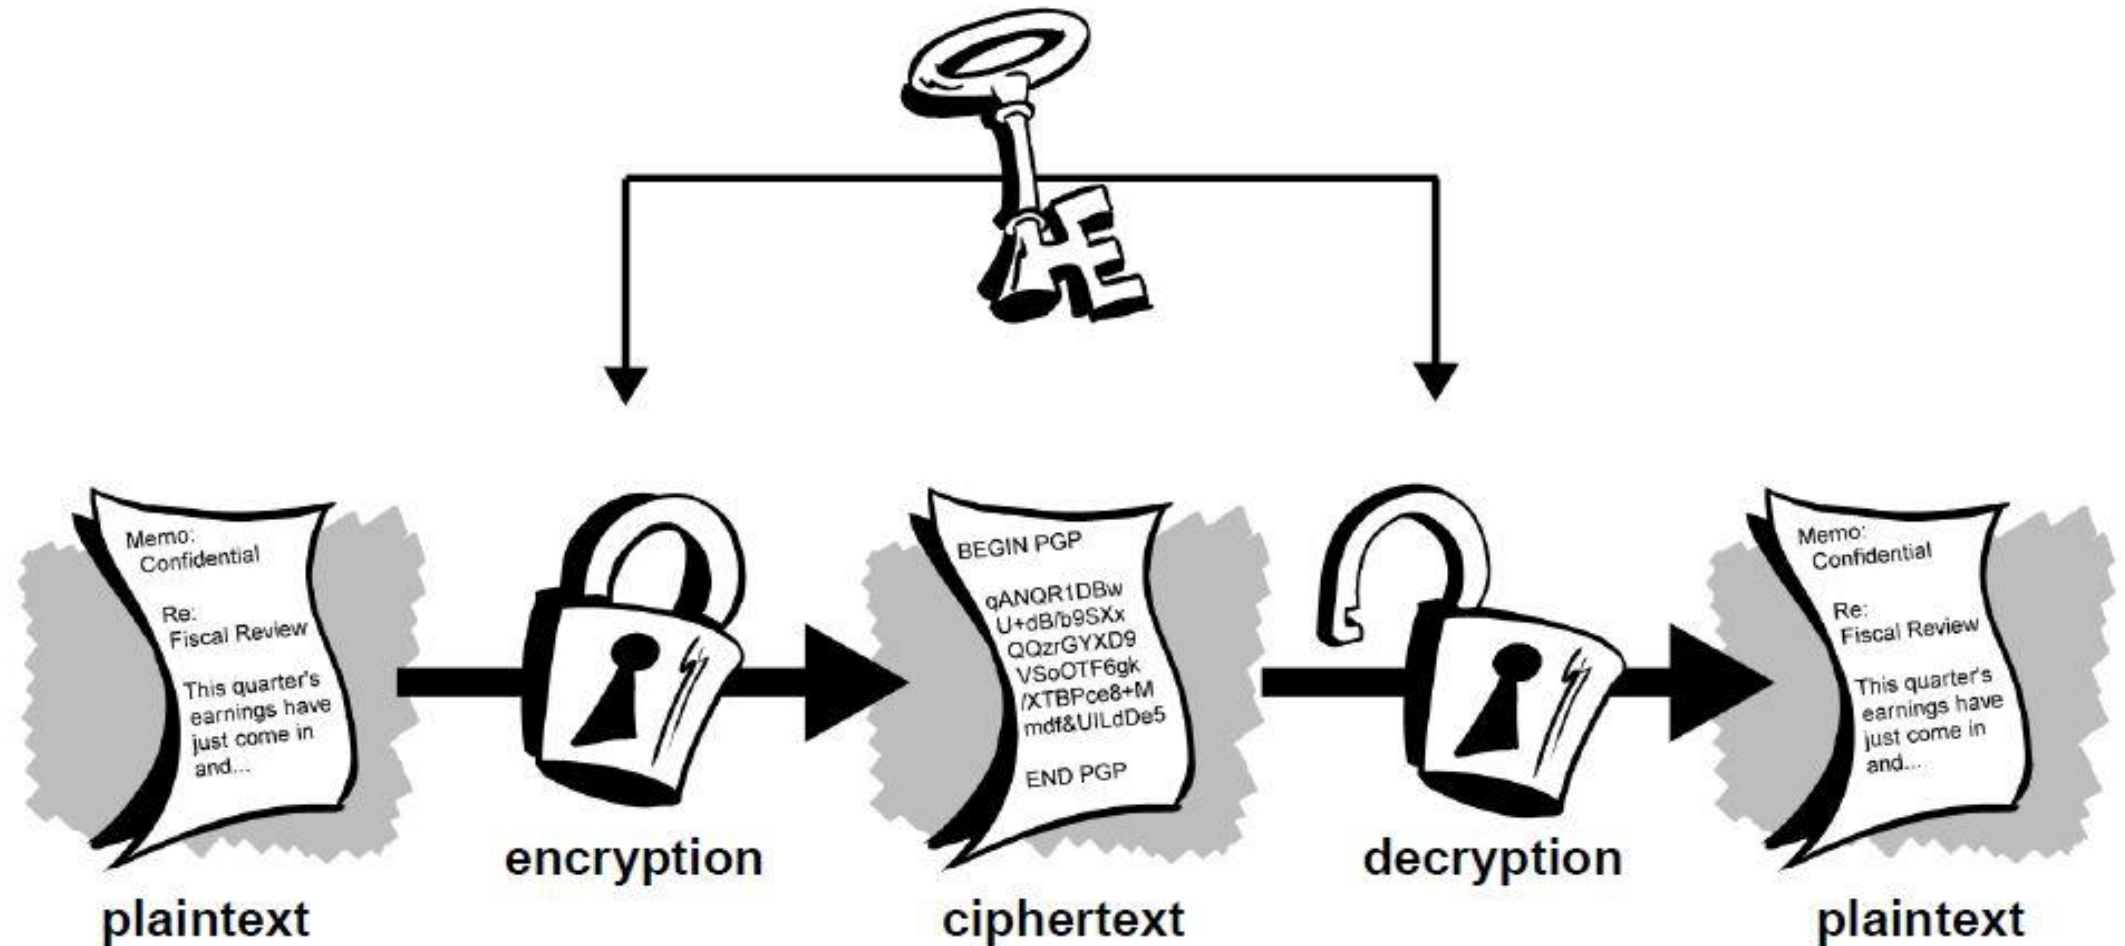 Memo:
Confidential
Re:
Fiscal Review
This quarter's
earnings have
just come in
and...
plaintext
encryption
BEGIN PGP
qANQR1DBw
U+dB/b9SXx
QQzrGYXD9
VSoOTF6gk
/XTBPce8+M
mdf&UILdDe5
END PGP
ciphertext
decryption
Memo:
Confidential
Re:
Fiscal Review
This quarter's
earnings have
just come in
and...
plaintext